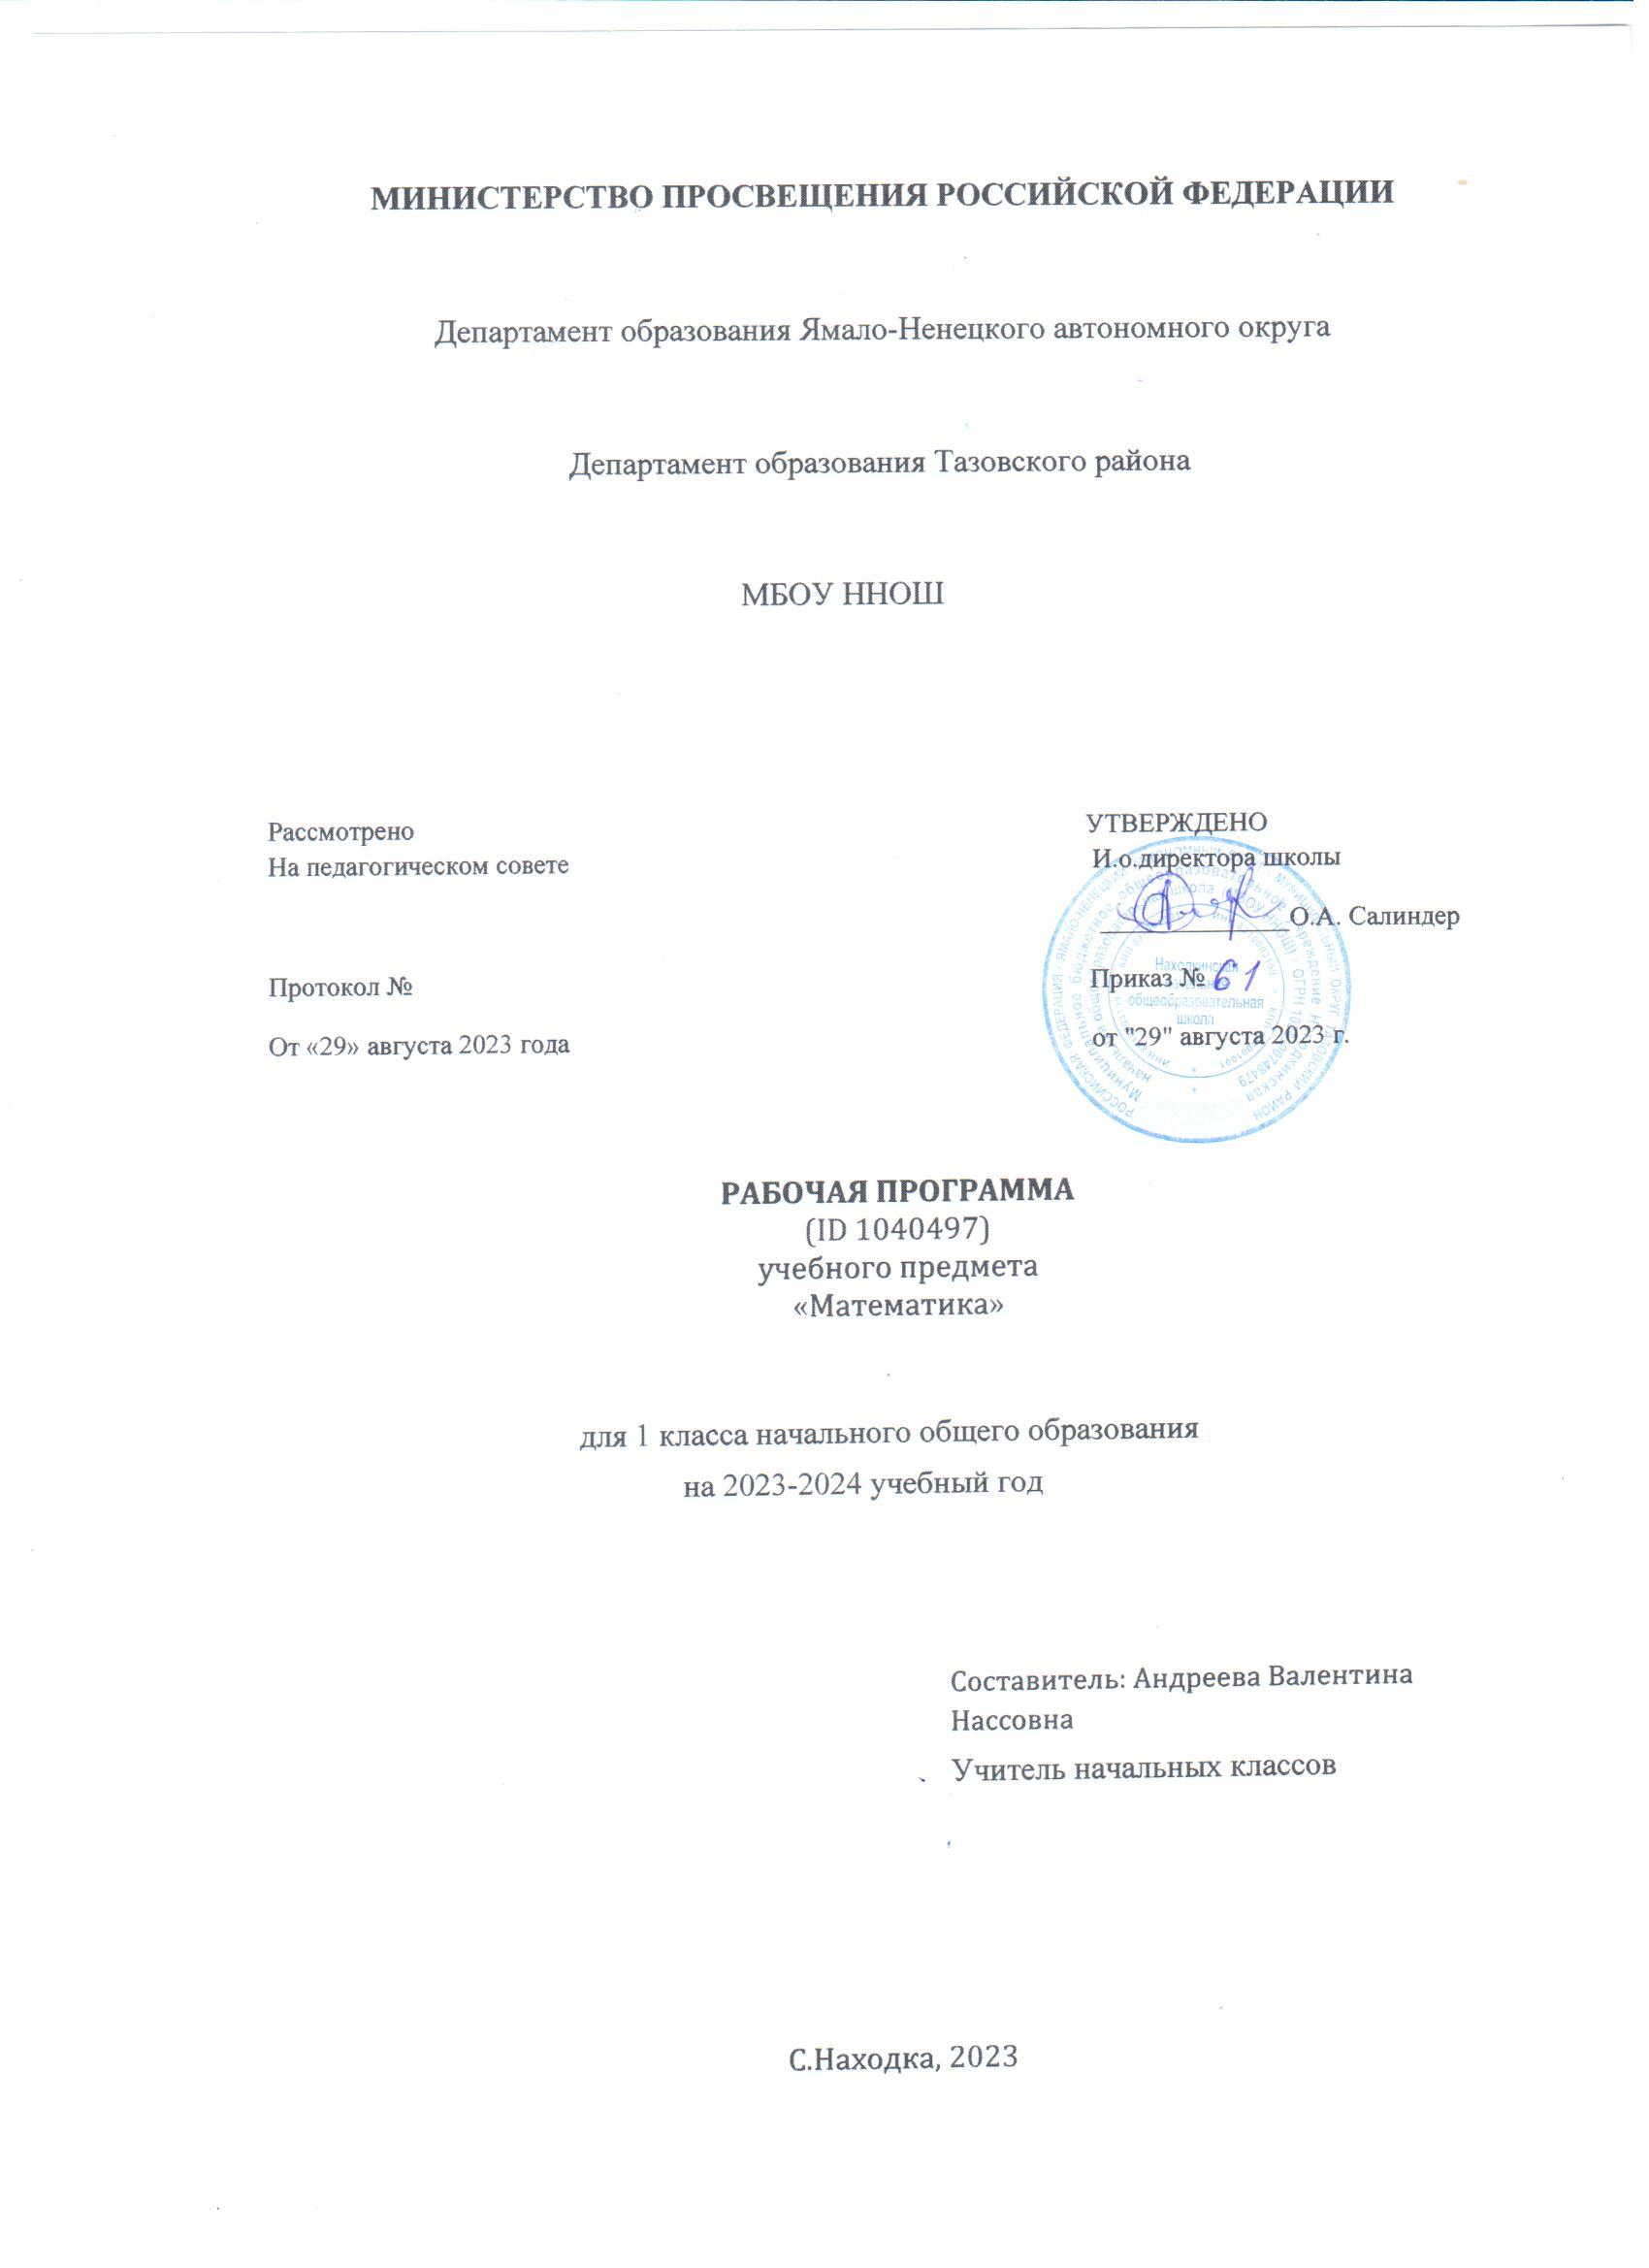 МИНИСТЕРСТВО ПРОСВЕЩЕНИЯ РОССИЙСКОЙ ФЕДЕРАЦИИ
Департамент образования Ямало-Ненецкого автономного округа
Департамент образования Тазовского района
МБОУ ННОШ
Рассмотрено
На педагогическом совете
Протокол №
От «29» августа 2023 года
УТВЕРЖДЕНО
И.о.директора школы
О.А. Салиндер
Приказ № 61
от "29" августа 2023 г.
Находкинская
общеобразовательная
школа
РАБОЧАЯ ПРОГРАММА
(ID 1040497)
учебного предмета
«Математика»
для 1 класса начального общего образования
на 2023-2024 учебный год
Составитель: Андреева Валентина
Нассовна
Учитель начальных классов
С.Находка, 2023